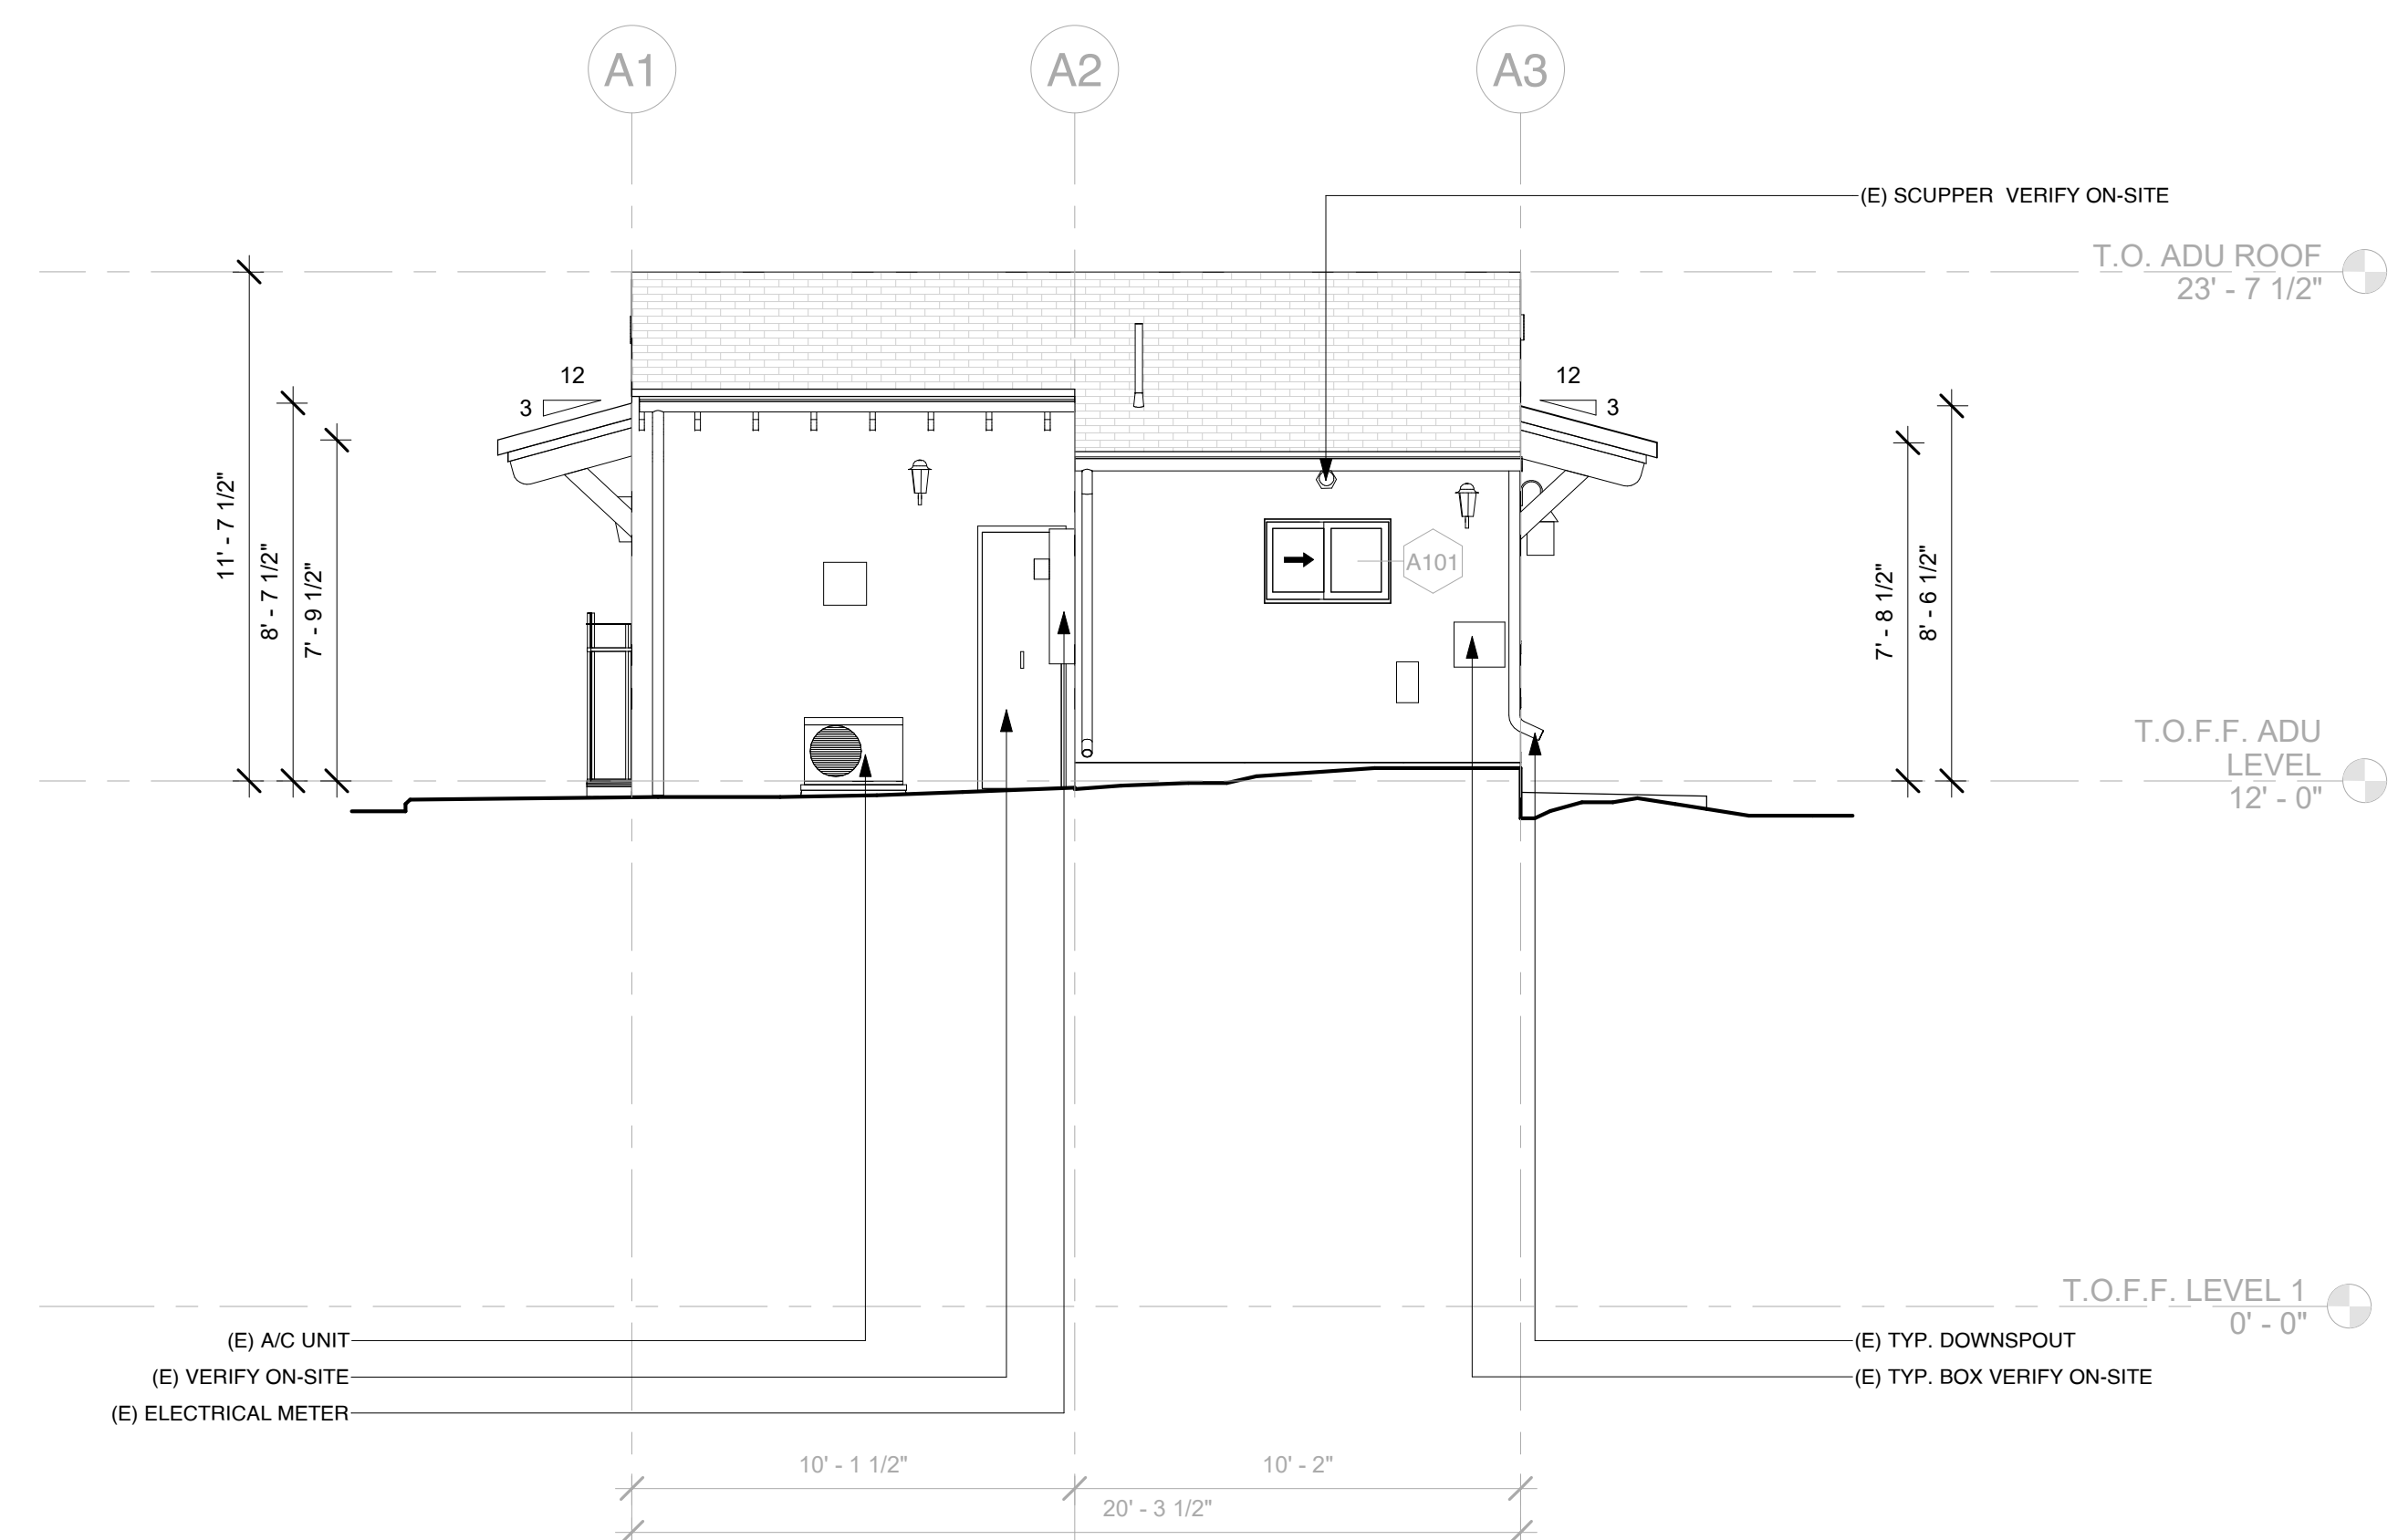 A1
A2
A3
(E) SCUPPER  VERIFY ON-SITE
T.O. ADU ROOF
23' - 7 1/2"
12
3
12
3
11' - 7 1/2"
8' - 7 1/2"
7' - 9 1/2"
A101
7' - 8 1/2"
8' - 6 1/2"
T.O.F.F. ADU
LEVEL
12' - 0"
T.O.F.F. LEVEL 1
0' - 0"
(E) A/C UNIT
(E) VERIFY ON-SITE
(E) ELECTRICAL METER
(E) TYP. DOWNSPOUT
(E) TYP. BOX VERIFY ON-SITE
10' - 1 1/2"
10' - 2"
20' - 3 1/2"